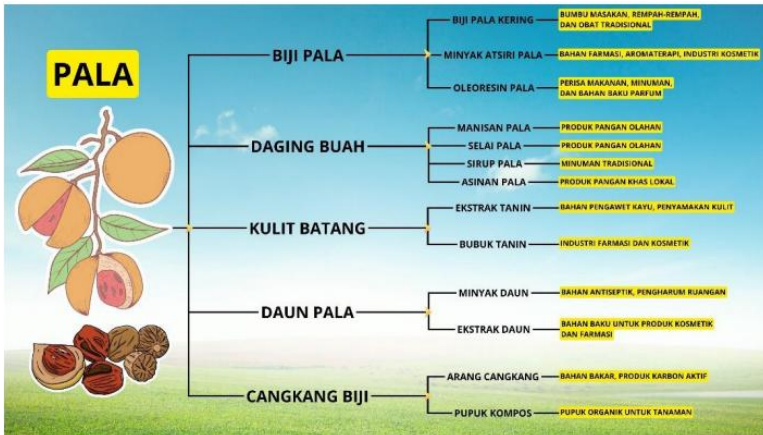 PALA
BIJI PALA
BIJI PALA KERING
BUMBU MASAKAN, REMPAH-REMPAH,
DAN OBAT TRADISIONAL
MINYAK ATSIRI PALA
BAHAN FARMASI, AROMATERAPI, INDUSTRI KOSMETIK
OLEORESIN PALA
PERISA MAKANAN, MINUMAN,
DAN BAHAN BAKU PARFUM
DAGING BUAH
MANISAN PALA
PRODUK PANGAN OLAHAN
SELAI PALA
PRODUK PANGAN OLAHAN
SIRUP PALA
MINUMAN TRADISIONAL
ASINAN PALA
PRODUK PANGAN KHAS LOKAL
KULIT BATANG
EKSTRAK TANIN
BAHAN PENGAWET KAYU, PENYAMAKAN KULIT
BUBUK TANIN
INDUSTRI FARMASI DAN KOSMETIK
DAUN PALA
MINYAK DAUN
BAHAN ANTISEPTIK, PENGHARUM RUANGAN
EKSTRAK DAUN
BAHAN BAKU UNTUK PRODUK KOSMETIK
DAN FARMASI
CANGKANG BIJI
ARANG CANGKANG
BAHAN BAKAR, PRODUK KARBON AKTIF
PUPUK KOMPOS
PUPUK ORGANIK UNTUK TANAMAN